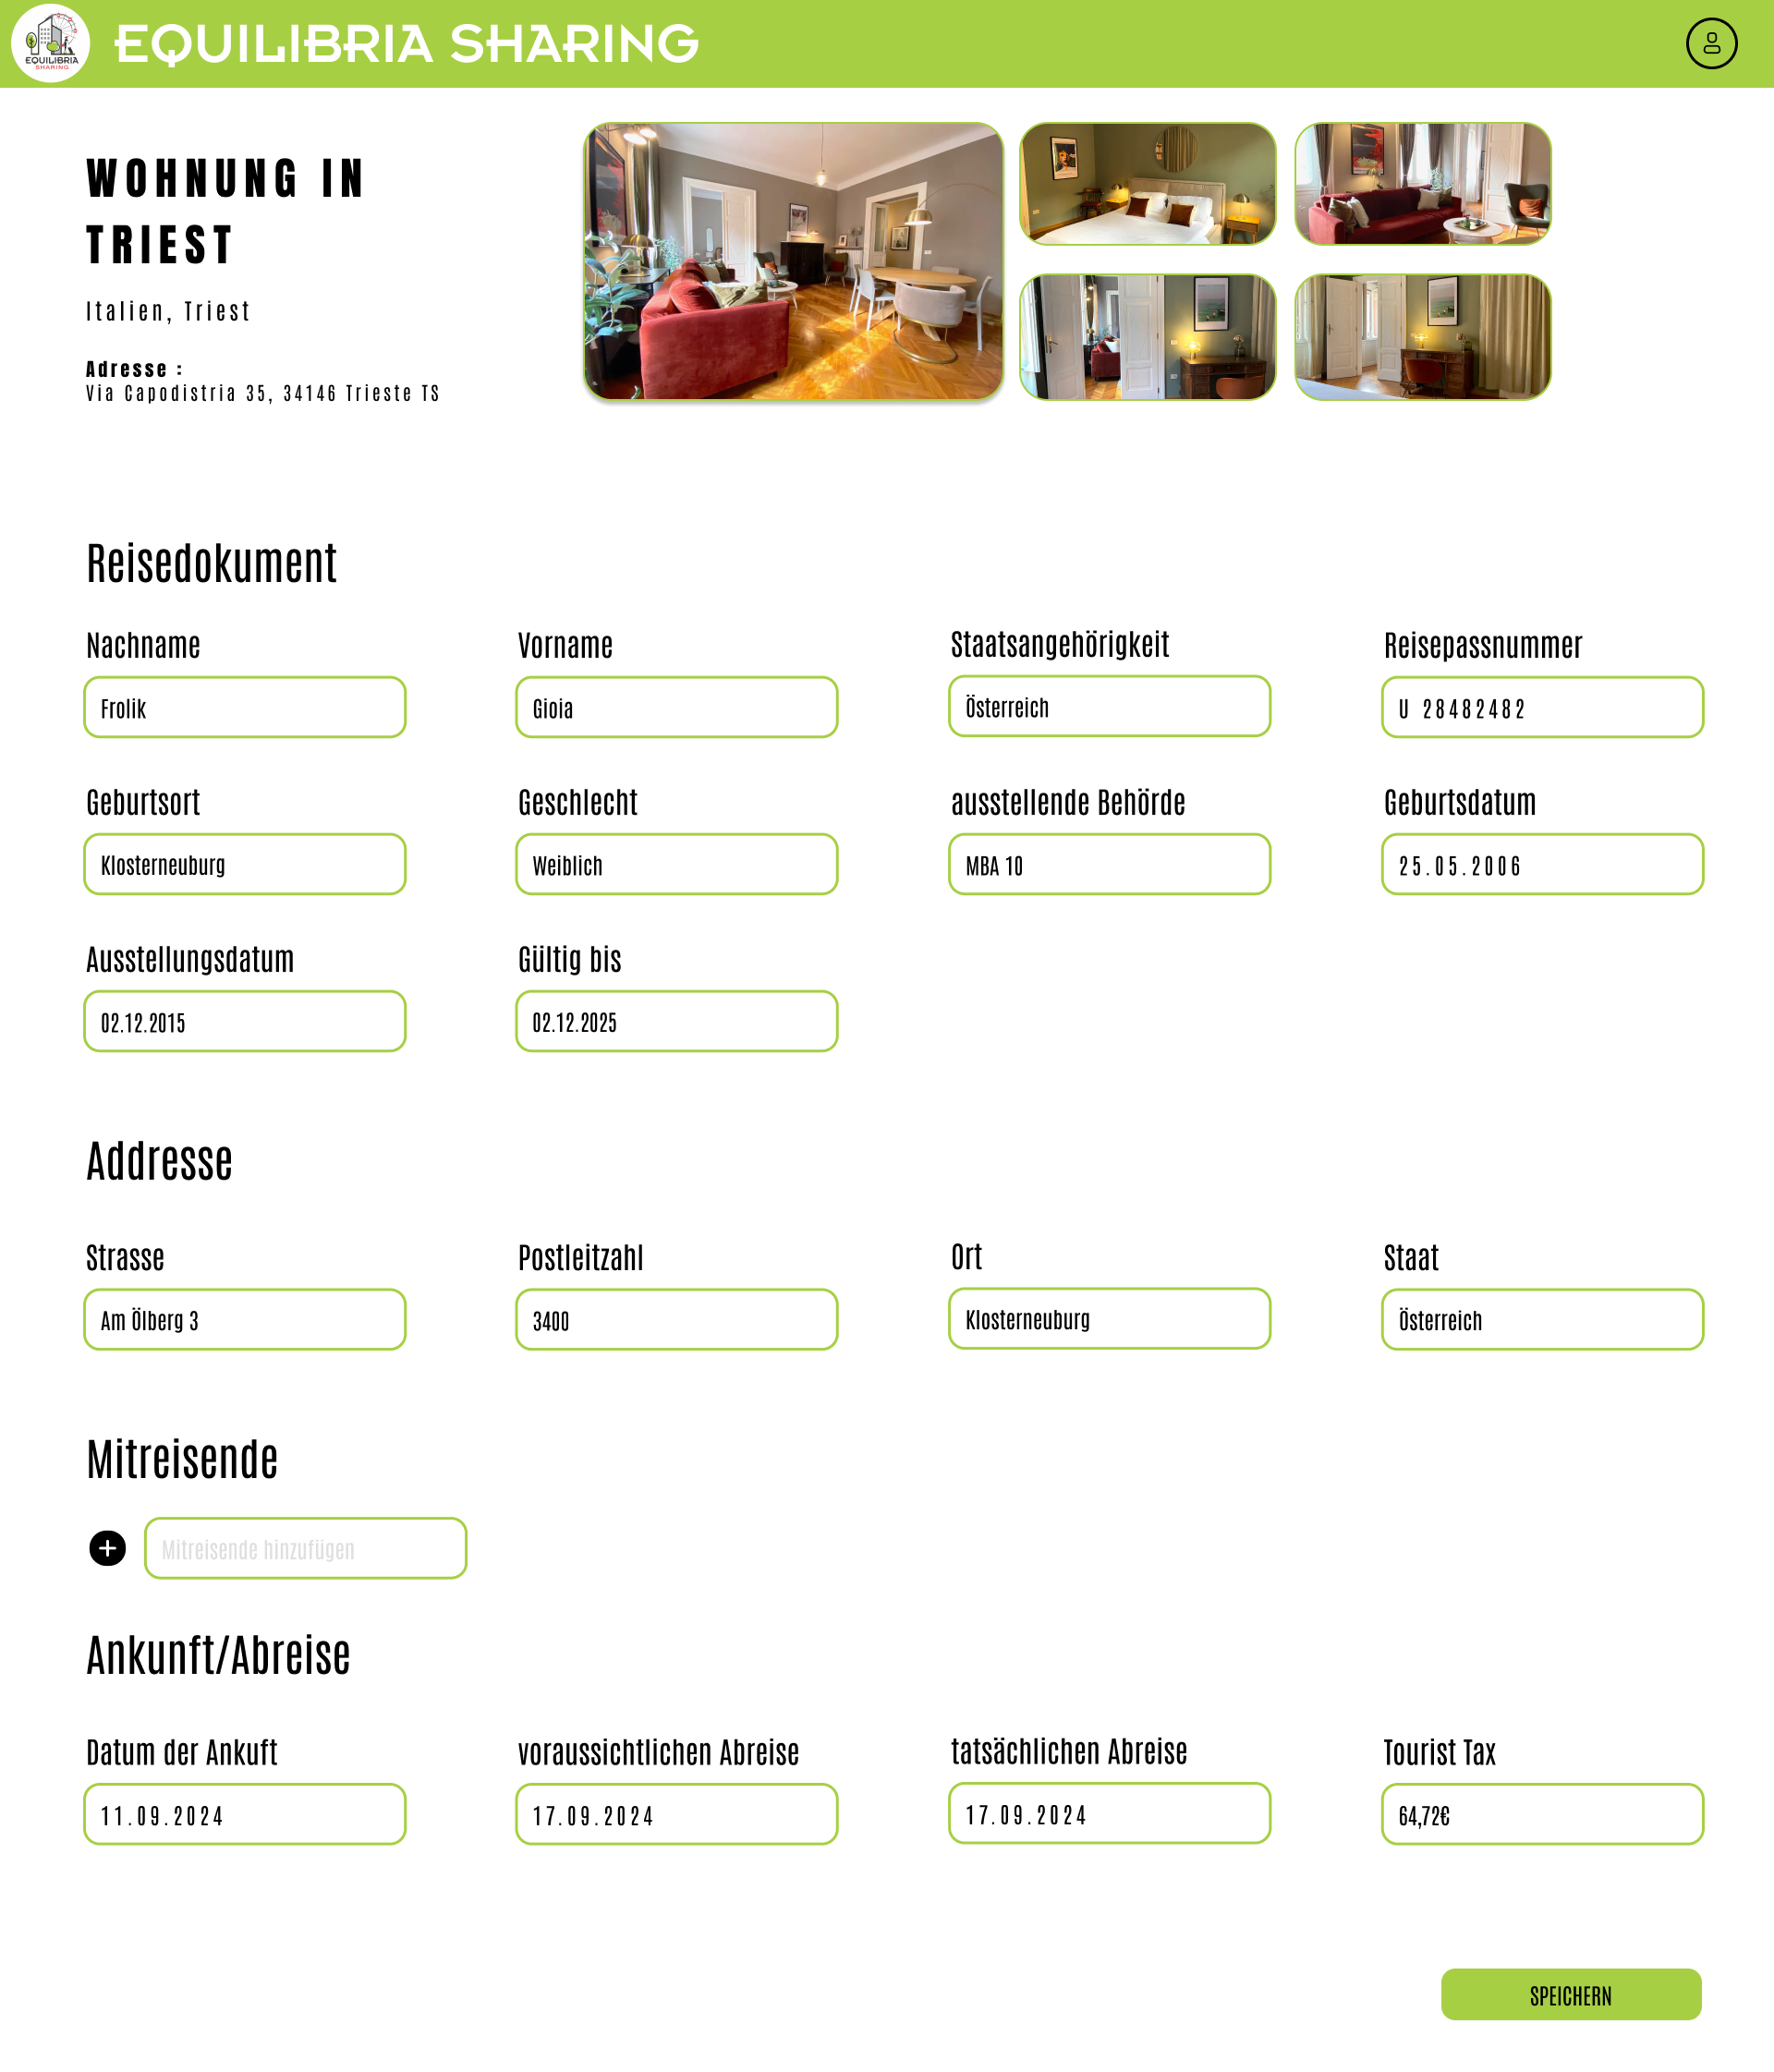 EQUILIBRIA
SHARING
EQUILIBRIA SHARING
WOHNUNG IN
TRIEST
Italien, Triest
Adresse :
Via Capodistria 35, 34146 Trieste TS
Reisedokument
Nachname Vorname Staatsangehörigkeit Reisepassnummer
Frolik Gioia Österreich U 28482482
Geburtsort Geschlecht ausstellende Behörde Geburtsdatum
Klosterneuburg Weiblich MBA 10 25.05.2006
Ausstellungsdatum Gültig bis
02.12.2015 02.12.2025
Addresse
Strasse Postleitzahl Ort Staat
Am Ölberg 3 3400 Klosterneuburg Österreich
Mitreisende
Mitreisende hinzufügen
Ankunft/Abreise
Datum der Ankuft voraussichtlichen Abreise tatsächlichen Abreise Tourist Tax
11.09.2024 17.09.2024 17.09.2024 64,72€
SPEICHERN